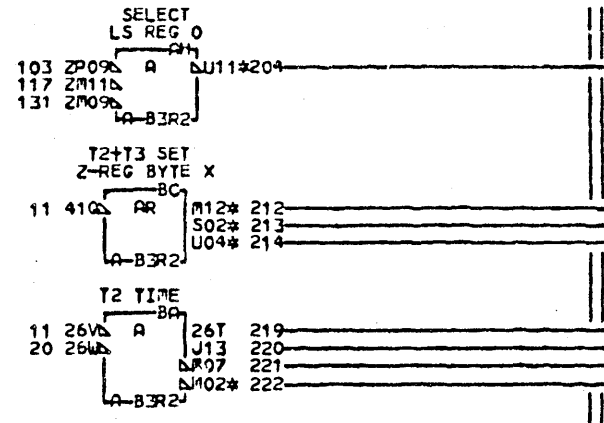 SELECT
LS REG 0
AH
103 ZP09 A U11* 204
117 ZM11
131 ZM09
A-B3R2
T2+T3 SET
Z-REG BYTE X
BC
11 41Q AR M12* 212
S02* 213
U04* 214
A-B3R2
T2 TIME
BA
11 26V A 26T 219
20 26W J13 220
07 221
02* 222
A-B3R2